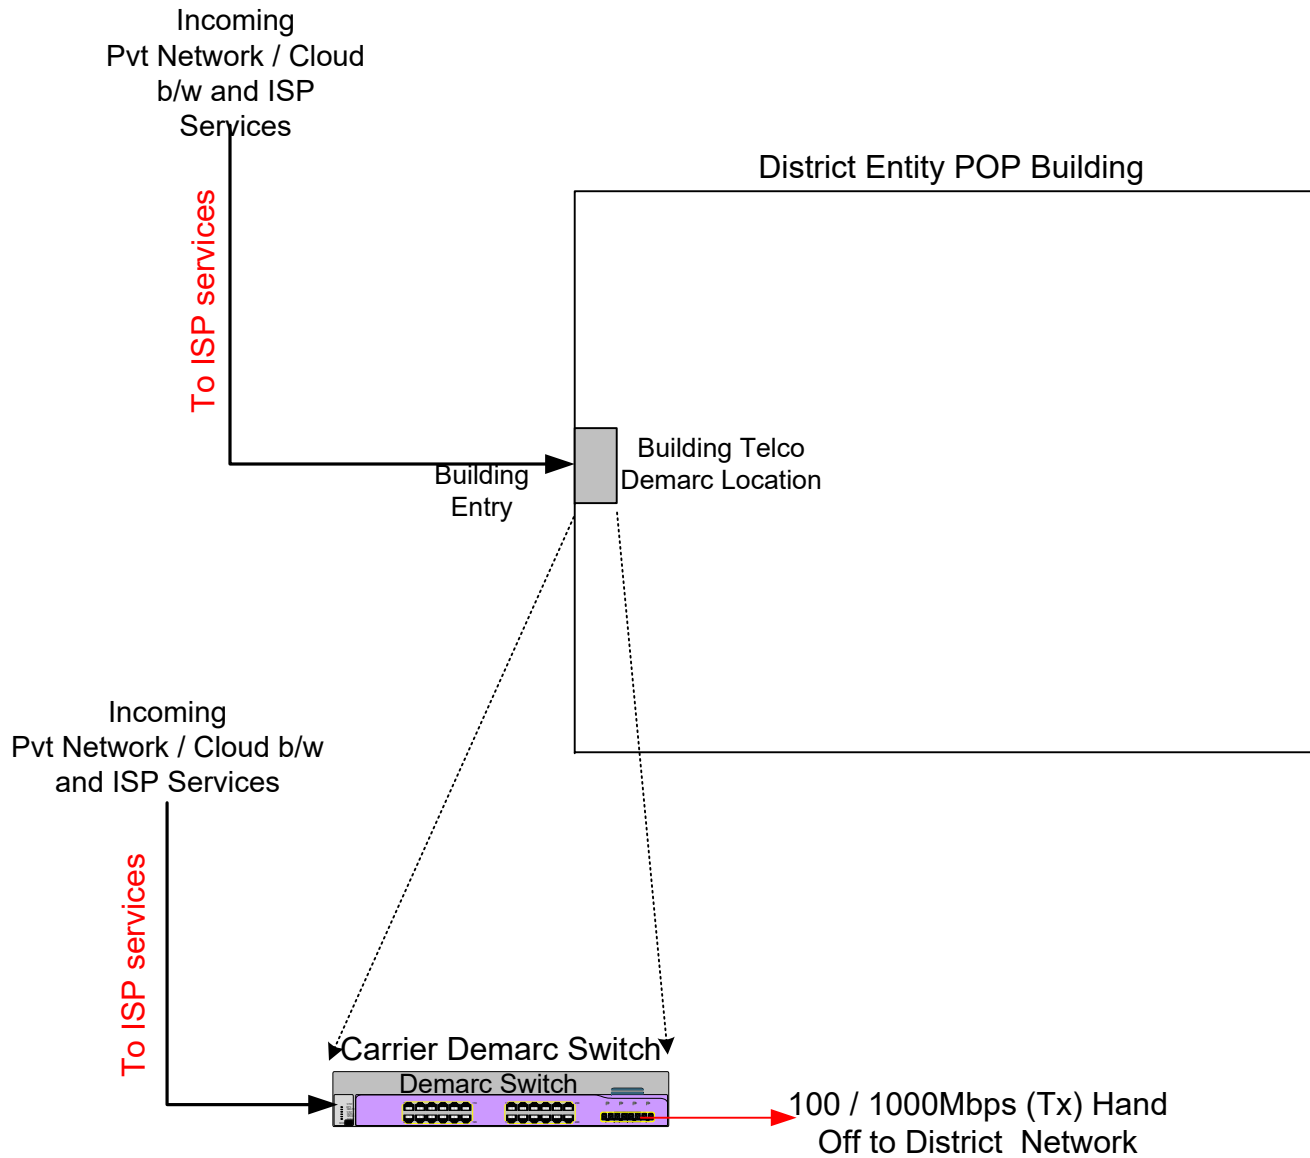 Incoming
Pvt Network / Cloud
b/w and ISP
Services
To ISP services
District Entity POP Building
Building Telco
Demarc Location
Building
Entry
Incoming
Pvt Network / Cloud b/w
and ISP Services
To ISP services
Carrier Demarc Switch
Demarc Switch
100 / 1000Mbps (Tx) Hand
Off to District Network